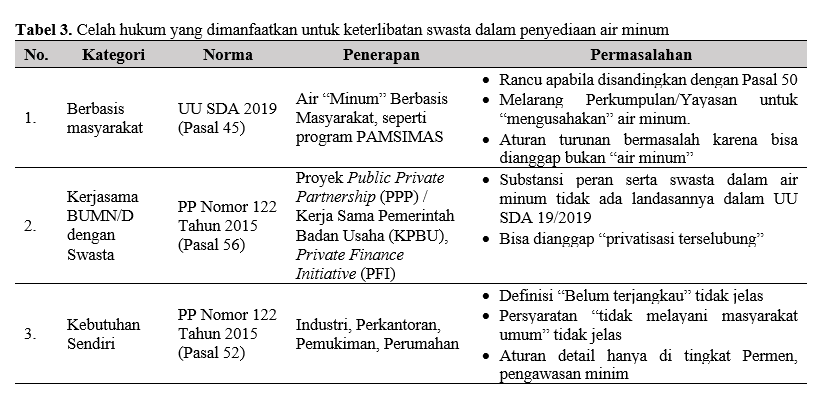 Tabel 3. Celah hukum yang dimanfaatkan untuk keterlibatan swasta dalam penyediaan air minum
No. Kategori Norma Penerapan Permasalahan
1.
Berbasis
masyarakat
UU SDA 2019
(Pasal 45)
Air “Minum” Berbasis
Masyarakat, seperti
program PAMSIMAS
• Rancu apabila disandingkan dengan Pasal 50
• Melarang Perkumpulan/Yayasan untuk
“mengusahakan” air minum.
• Aturan turunan bermasalah karena bisa
dianggap bukan “air minum”
2.
Kerjasama
BUMN/D
dengan
Swasta
PP Nomor 122
Tahun 2015
(Pasal 56)
Proyek Public Private
Partnership (PPP) /
Kerja Sama Pemerintah
Badan Usaha (KPBU),
Private Finance
Initiative (PFI)
• Substansi peran serta swasta dalam air
minum tidak ada landasannya dalam UU
SDA 19/2019
• Bisa dianggap “privatisasi terselubung”
3.
Kebutuhan
Sendiri
PP Nomor 122
Tahun 2015
(Pasal 52)
Industri, Perkantoran,
Pemukiman, Perumahan
• Definisi “Belum terjangkau” tidak jelas
• Persyaratan “tidak melayani masyarakat
umum” tidak jelas
• Aturan detail hanya di tingkat Permen,
pengawasan minim